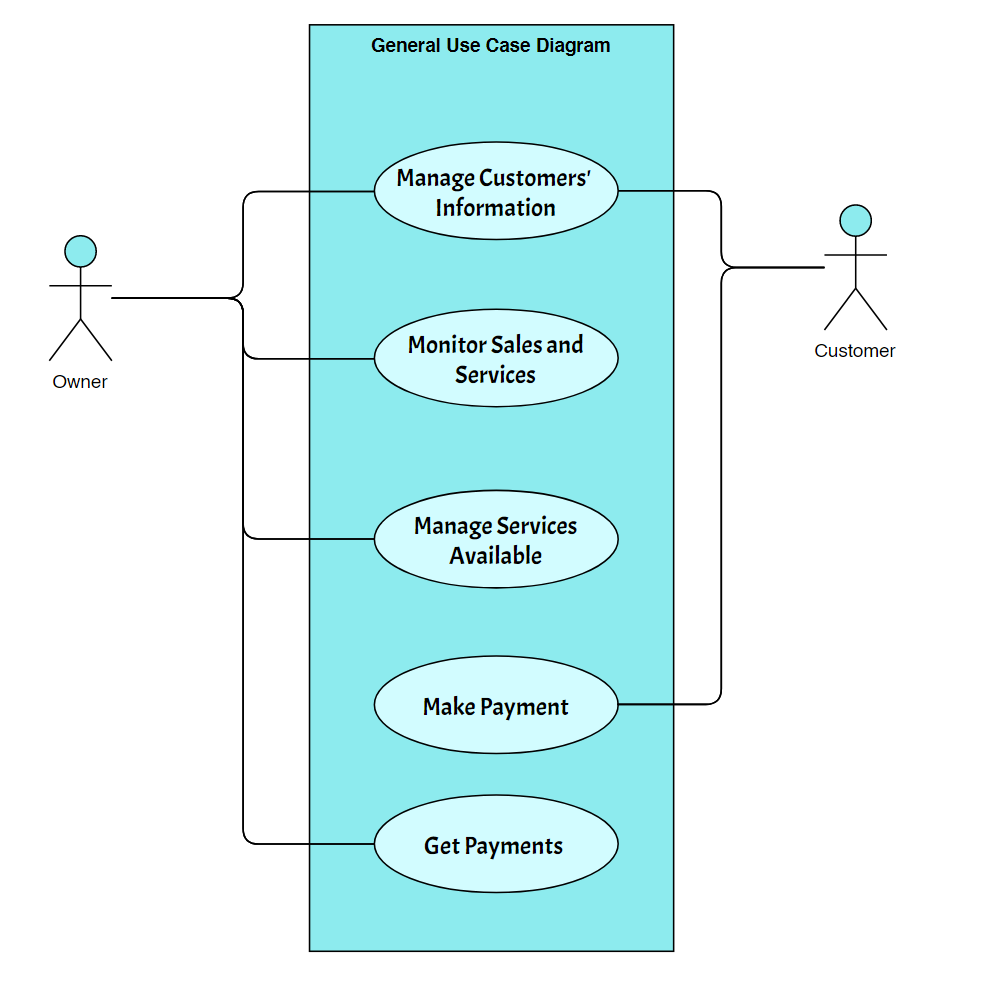 General Use Case Diagram
Manage Customers'
Information
Owner
Customer
Monitor Sales and
Services
Manage Services
Available
Make Payment
Get Payments